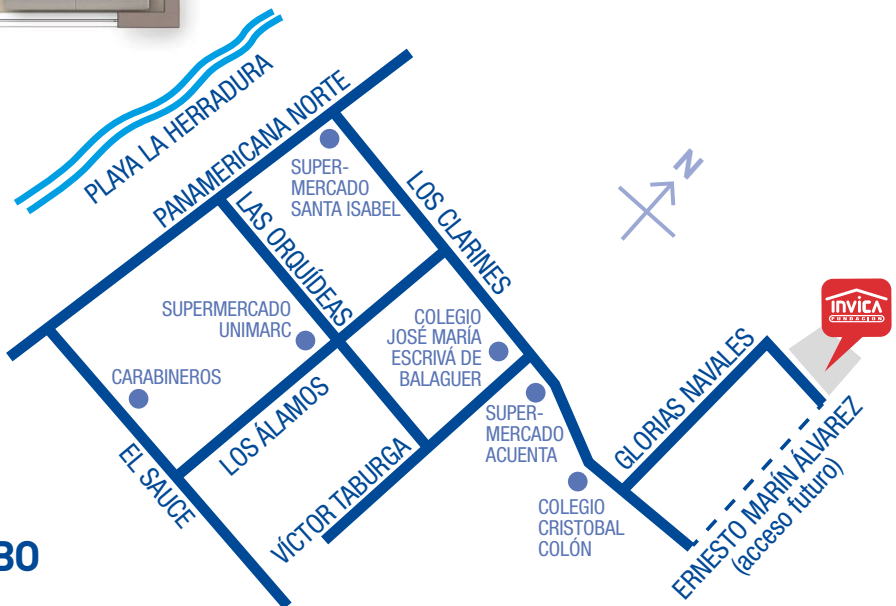 PLAYA LA HERRADURA
PANAMERICANA NORTE
SUPER-
MERCADO
SANTA ISABEL
LOS CLARINES
N
LAS ORQUÍDEAS
SUPERMERCADO
UNIMARC
COLEGIO
JOSÉ MARÍA
ESCRIVÁ DE
BALAGUER
INVICA
FUNDACION
CARABINEROS
LOS ÁLAMOS
EL SAUCE
SUPER-
MERCADO
ACUENTA
GLORIAS NAVALES
VÍCTOR TABURGA
COLEGIO
CRISTOBAL
COLÓN
ERNESTO MARÍN ÁLVAREZ
(acceso futuro)